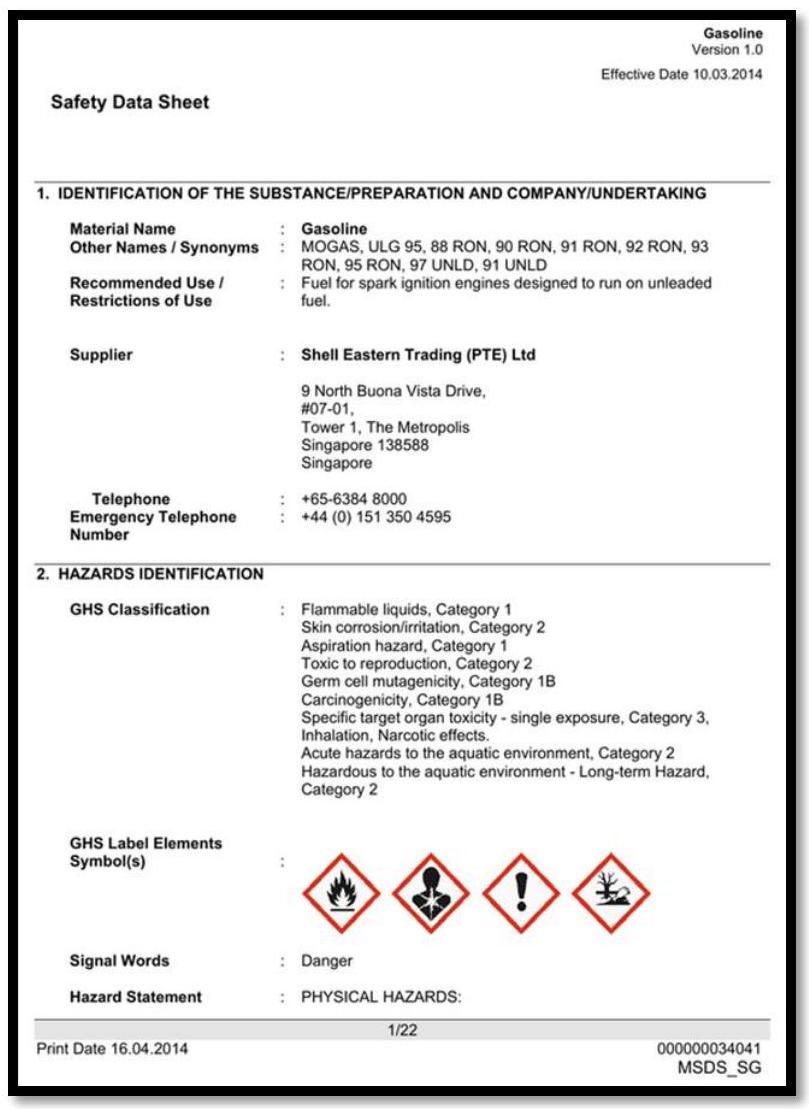 Gasoline
Version 1.0
Effective Date 10.03.2014
Safety Data Sheet
1. IDENTIFICATION OF THE SUBSTANCE/PREPARATION AND COMPANY/UNDERTAKING
Material Name : Gasoline
Other Names / Synonyms : MOGAS, ULG 95, 88 RON, 90 RON, 91 RON, 92 RON, 93
RON, 95 RON, 97 UNLD, 91 UNLD
Recommended Use / : Fuel for spark ignition engines designed to run on unleaded
Restrictions of Use fuel.
Supplier : Shell Eastern Trading (PTE) Ltd
9 North Buona Vista Drive,
#07-01,
Tower 1, The Metropolis
Singapore 138588
Singapore
Telephone : +65-6384 8000
Emergency Telephone : +44 (0) 151 350 4595
Number
2. HAZARDS IDENTIFICATION
GHS Classification : Flammable liquids, Category 1
Skin corrosion/irritation, Category 2
Aspiration hazard, Category 1
Toxic to reproduction, Category 2
Germ cell mutagenicity, Category 1B
Carcinogenicity, Category 1B
Specific target organ toxicity - single exposure, Category 3,
Inhalation, Narcotic effects.
Acute hazards to the aquatic environment, Category 2
Hazardous to the aquatic environment - Long-term Hazard,
Category 2
GHS Label Elements
Symbol(s) :
Signal Words : Danger
Hazard Statement : PHYSICAL HAZARDS:
1/22
Print Date 16.04.2014 000000034041
MSDS_SG